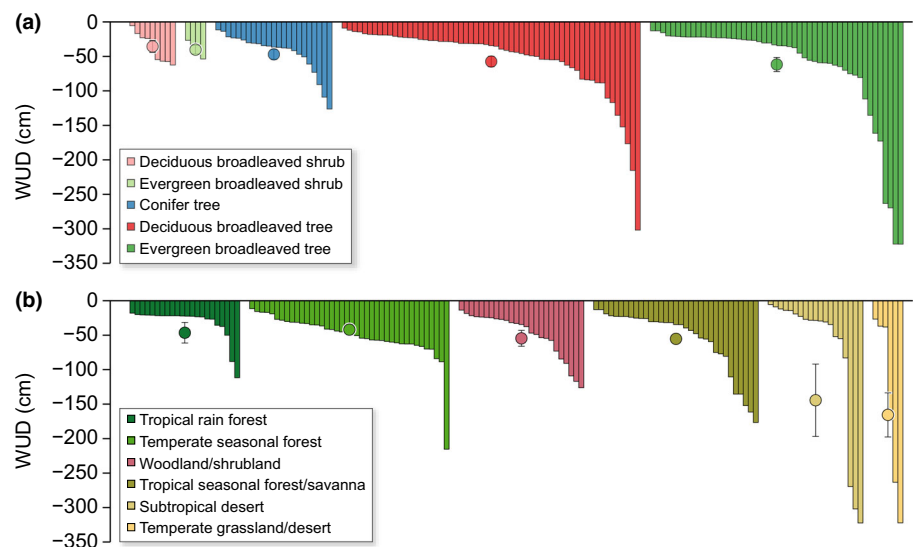 (a)
WUD (cm)
0
−50
−100
−150
−200
−250
−300
−350
Deciduous broadleaved shrub
Evergreen broadleaved shrub
Conifer tree
Deciduous broadleaved tree
Evergreen broadleaved tree
(b)
WUD (cm)
0
−50
−100
−150
−200
−250
−300
−350
Tropical rain forest
Temperate seasonal forest
Woodland/shrubland
Tropical seasonal forest/savanna
Subtropical desert
Temperate grassland/desert